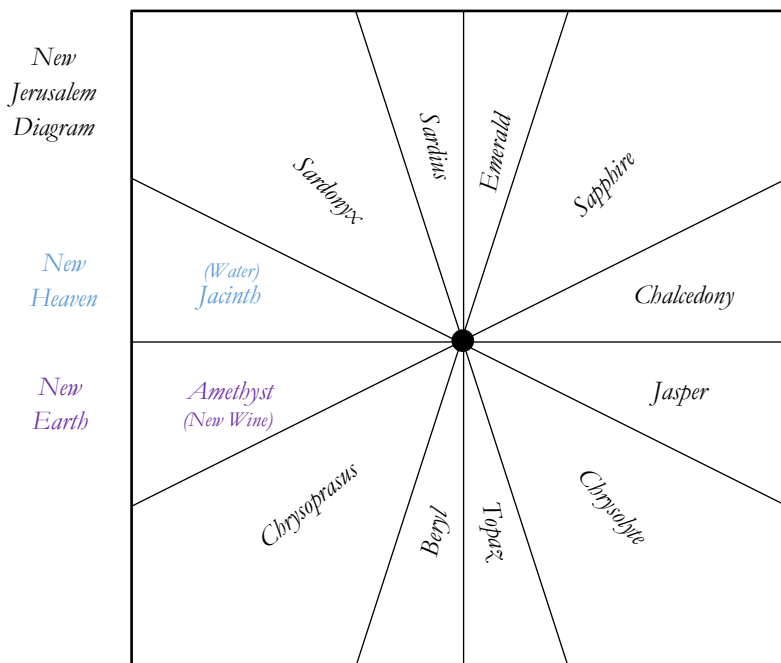 New
Jerusalem
Diagram
Sardius
Emerald
Sardonyx
Sapphire
New
Heaven
(Water)
Jacinth
Chalcedony
New
Earth
Amethyst
(New Wine)
Jasper
Chrysoprasus
Beryl
Topaz
Chrysolyte